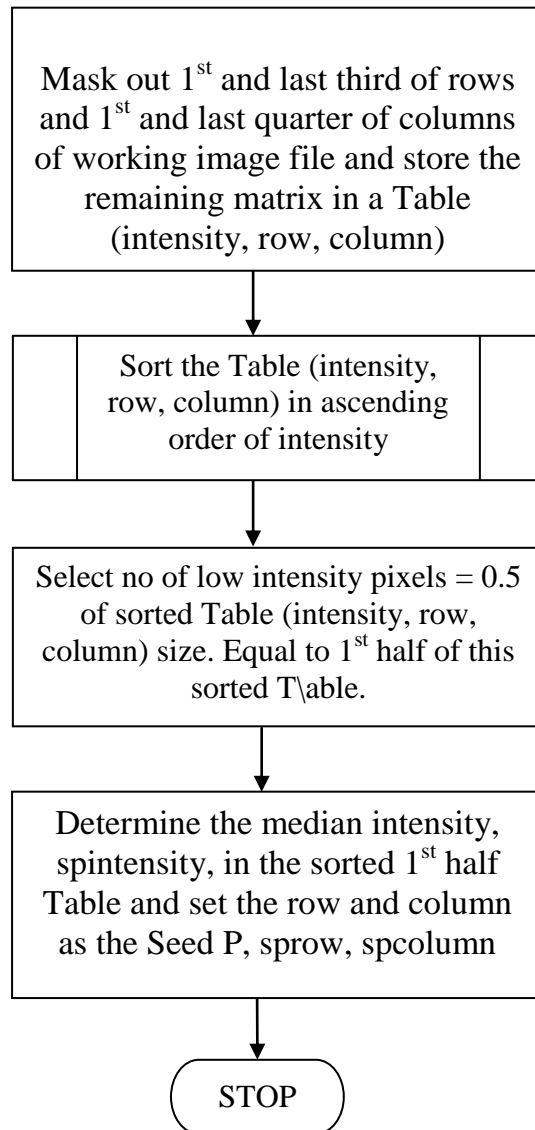 Mask out 1st and last third of rows
and 1st and last quarter of columns
of working image file and store the
remaining matrix in a Table
(intensity, row, column)
Sort the Table (intensity,
row, column) in ascending
order of intensity
Select no of low intensity pixels = 0.5
of sorted Table (intensity, row,
column) size. Equal to 1st half of this
sorted T\able.
Determine the median intensity,
spintensity, in the sorted 1st half
Table and set the row and column
as the Seed P, sprow, spcolumn
STOP